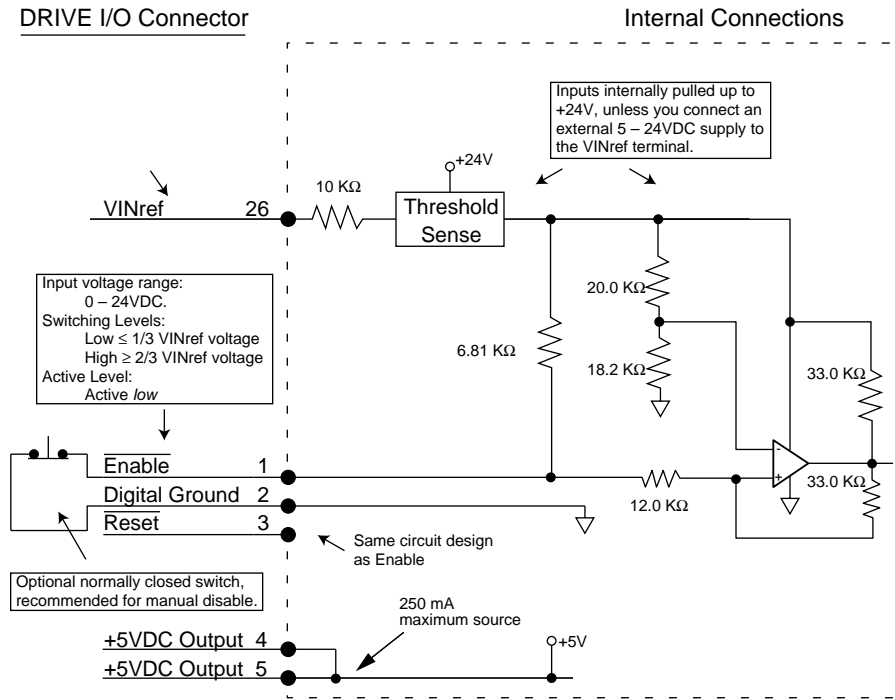 DRIVE I/O Connector
Internal Connections
Inputs internally pulled up to
+24V, unless you connect an
external 5 – 24VDC supply to
the VINref terminal.
+24V
10 KΩ
VINref 26
Threshold
Sense
Input voltage range:
0 – 24VDC.
Switching Levels:
Low ≤ 1/3 VINref voltage
High ≥ 2/3 VINref voltage
Active Level:
Active low
20.0 KΩ
6.81 KΩ
18.2 KΩ
33.0 KΩ
Enable 1
-
+
33.0 KΩ
12.0 KΩ
Digital Ground 2
Reset 3
Same circuit design
as Enable
Optional normally closed switch,
recommended for manual disable.
250 mA
maximum source
+5VDC Output 4
+5V
+5VDC Output 5